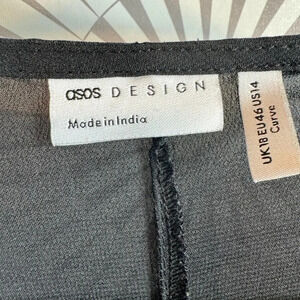 asos DESIGN
Made in India
UK18 EU46 US14
Curve